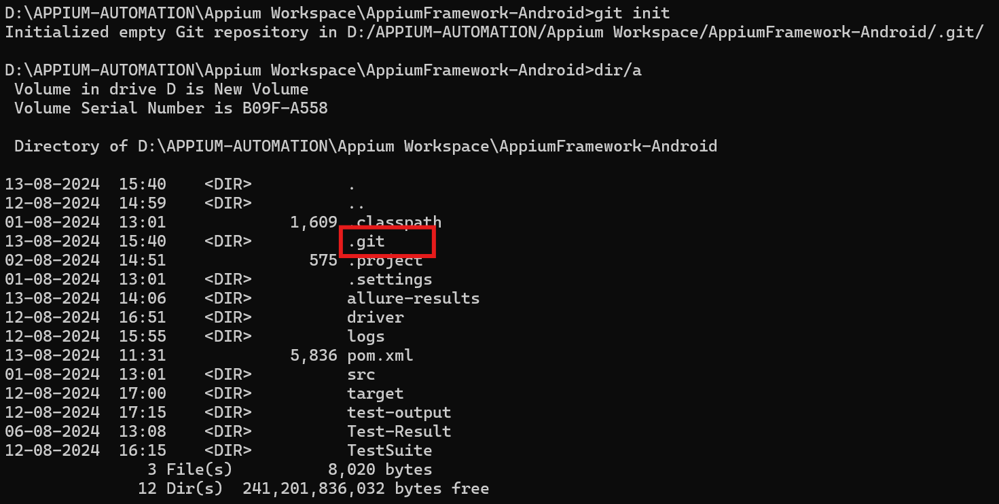 D:\APPIUM-AUTOMATION\Appium Workspace\AppiumFramework-Android>git init
Initialized empty Git repository in D:/APPIUM-AUTOMATION/Appium Workspace/AppiumFramework-Android/.git/
D:\APPIUM-AUTOMATION\Appium Workspace\AppiumFramework-Android>dir/a
Volume in drive D is New Volume
Volume Serial Number is B09F-A558
Directory of D:\APPIUM-AUTOMATION\Appium Workspace\AppiumFramework-Android
13-08-2024 15:40 <DIR> .
12-08-2024 14:59 <DIR> ..
01-08-2024 13:01 1,609 .classpath
13-08-2024 15:40 <DIR> .git
02-08-2024 14:51 575 .project
01-08-2024 13:01 <DIR> .settings
13-08-2024 14:06 <DIR> allure-results
12-08-2024 16:51 <DIR> driver
12-08-2024 15:55 <DIR> logs
13-08-2024 11:31 5,836 pom.xml
01-08-2024 13:01 <DIR> src
12-08-2024 17:00 <DIR> target
12-08-2024 17:15 <DIR> test-output
06-08-2024 13:08 <DIR> Test-Result
12-08-2024 16:15 <DIR> TestSuite
3 File(s) 8,020 bytes
12 Dir(s) 241,201,836,032 bytes free